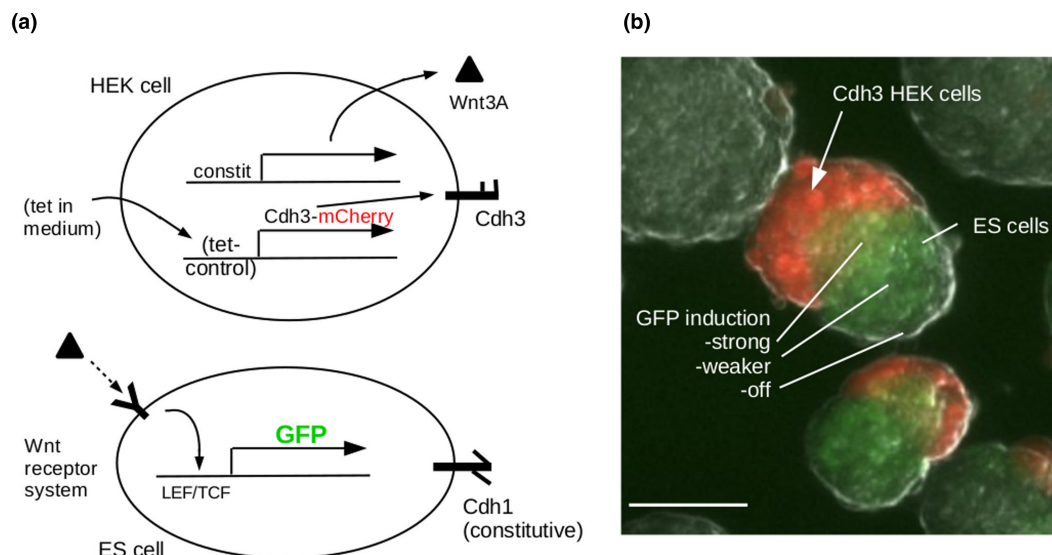 (a)
HEK cell
Wnt3A
constit
(tet in
medium)
Cdh3-mCherry
Cdh3
(tet-
control)
GFP
Wnt
receptor
system
LEF/TCF
Cdh1
(constitutive)
ES cell
(b)
Cdh3 HEK cells
ES cells
GFP induction
-strong
-weaker
-off